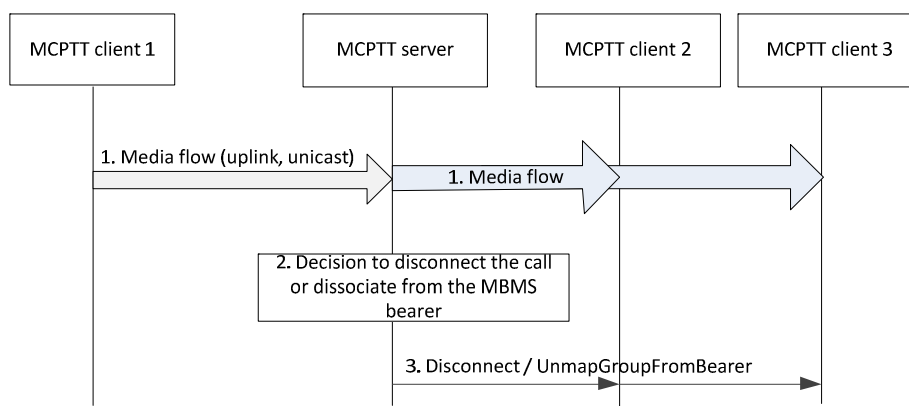 MCPTT client 1
MCPTT server
MCPTT client 2
MCPTT client 3
1. Media flow (uplink, unicast)
1. Media flow
2. Decision to disconnect the call
or dissociate from the MBMS
bearer
3. Disconnect / UnmapGroupFromBearer